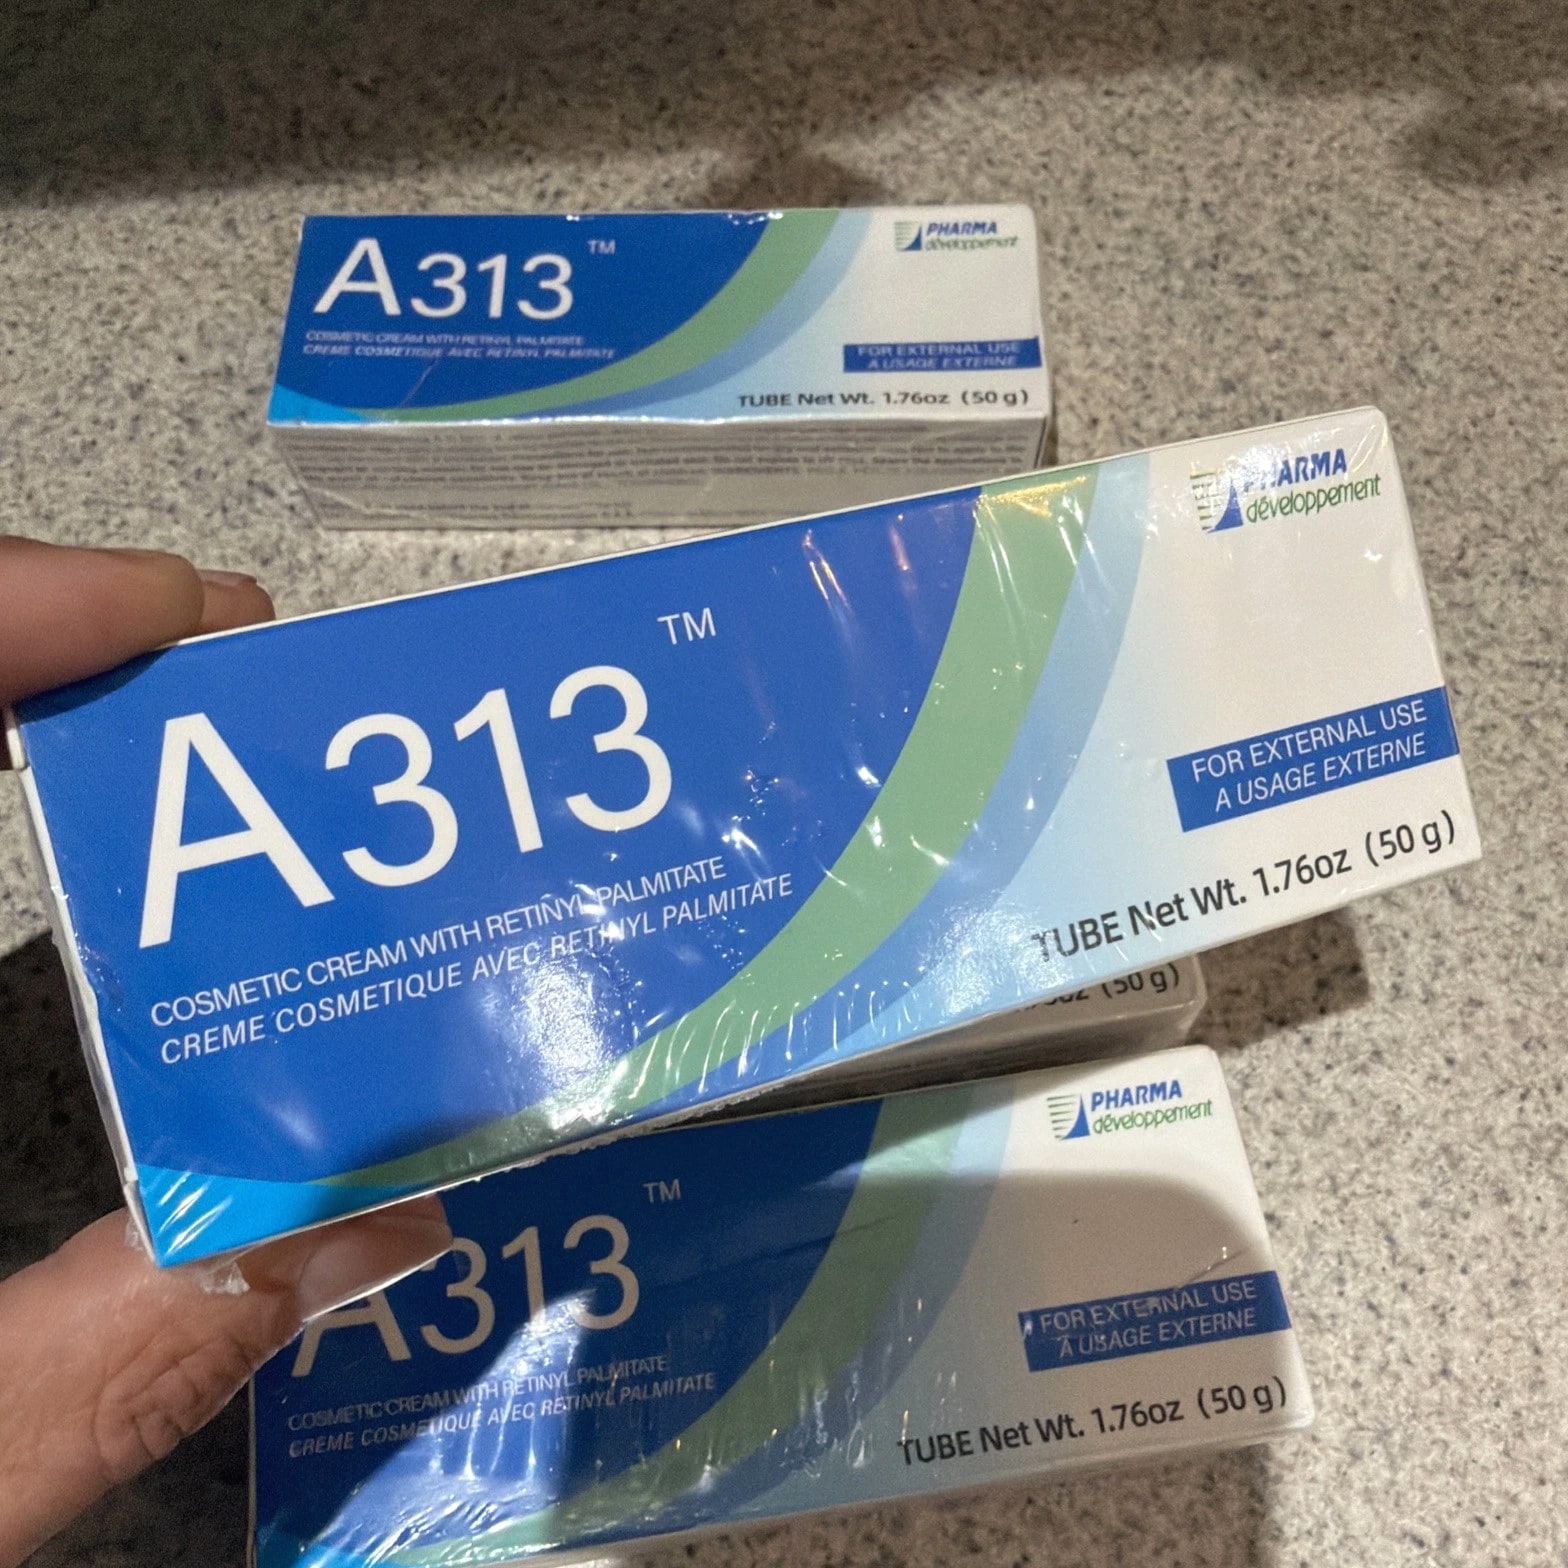 A313 ™
COSMETIC CREAM WITH RETINYL PALMITATE
CREME COSMETIQUE AVEC RETINYL PALMITATE
PHARMA
développement
FOR EXTERNAL USE
A USAGE EXTERNE
TUBE Net Wt. 1.76oz (50 g)
A313 ™
COSMETIC CREAM WITH RETINYL PALMITATE
CREME COSMETIQUE AVEC RETINYL PALMITATE
PHARMA
développement
FOR EXTERNAL USE
A USAGE EXTERNE
TUBE Net Wt. 1.76oz (50 g)
(50 g)
A313 ™
COSMETIC CREAM WITH RETINYL PALMITATE
CREME COSMETIQUE AVEC RETINYL PALMITATE
PHARMA
développement
FOR EXTERNAL USE
A USAGE EXTERNE
TUBE Net Wt. 1.76oz (50 g)